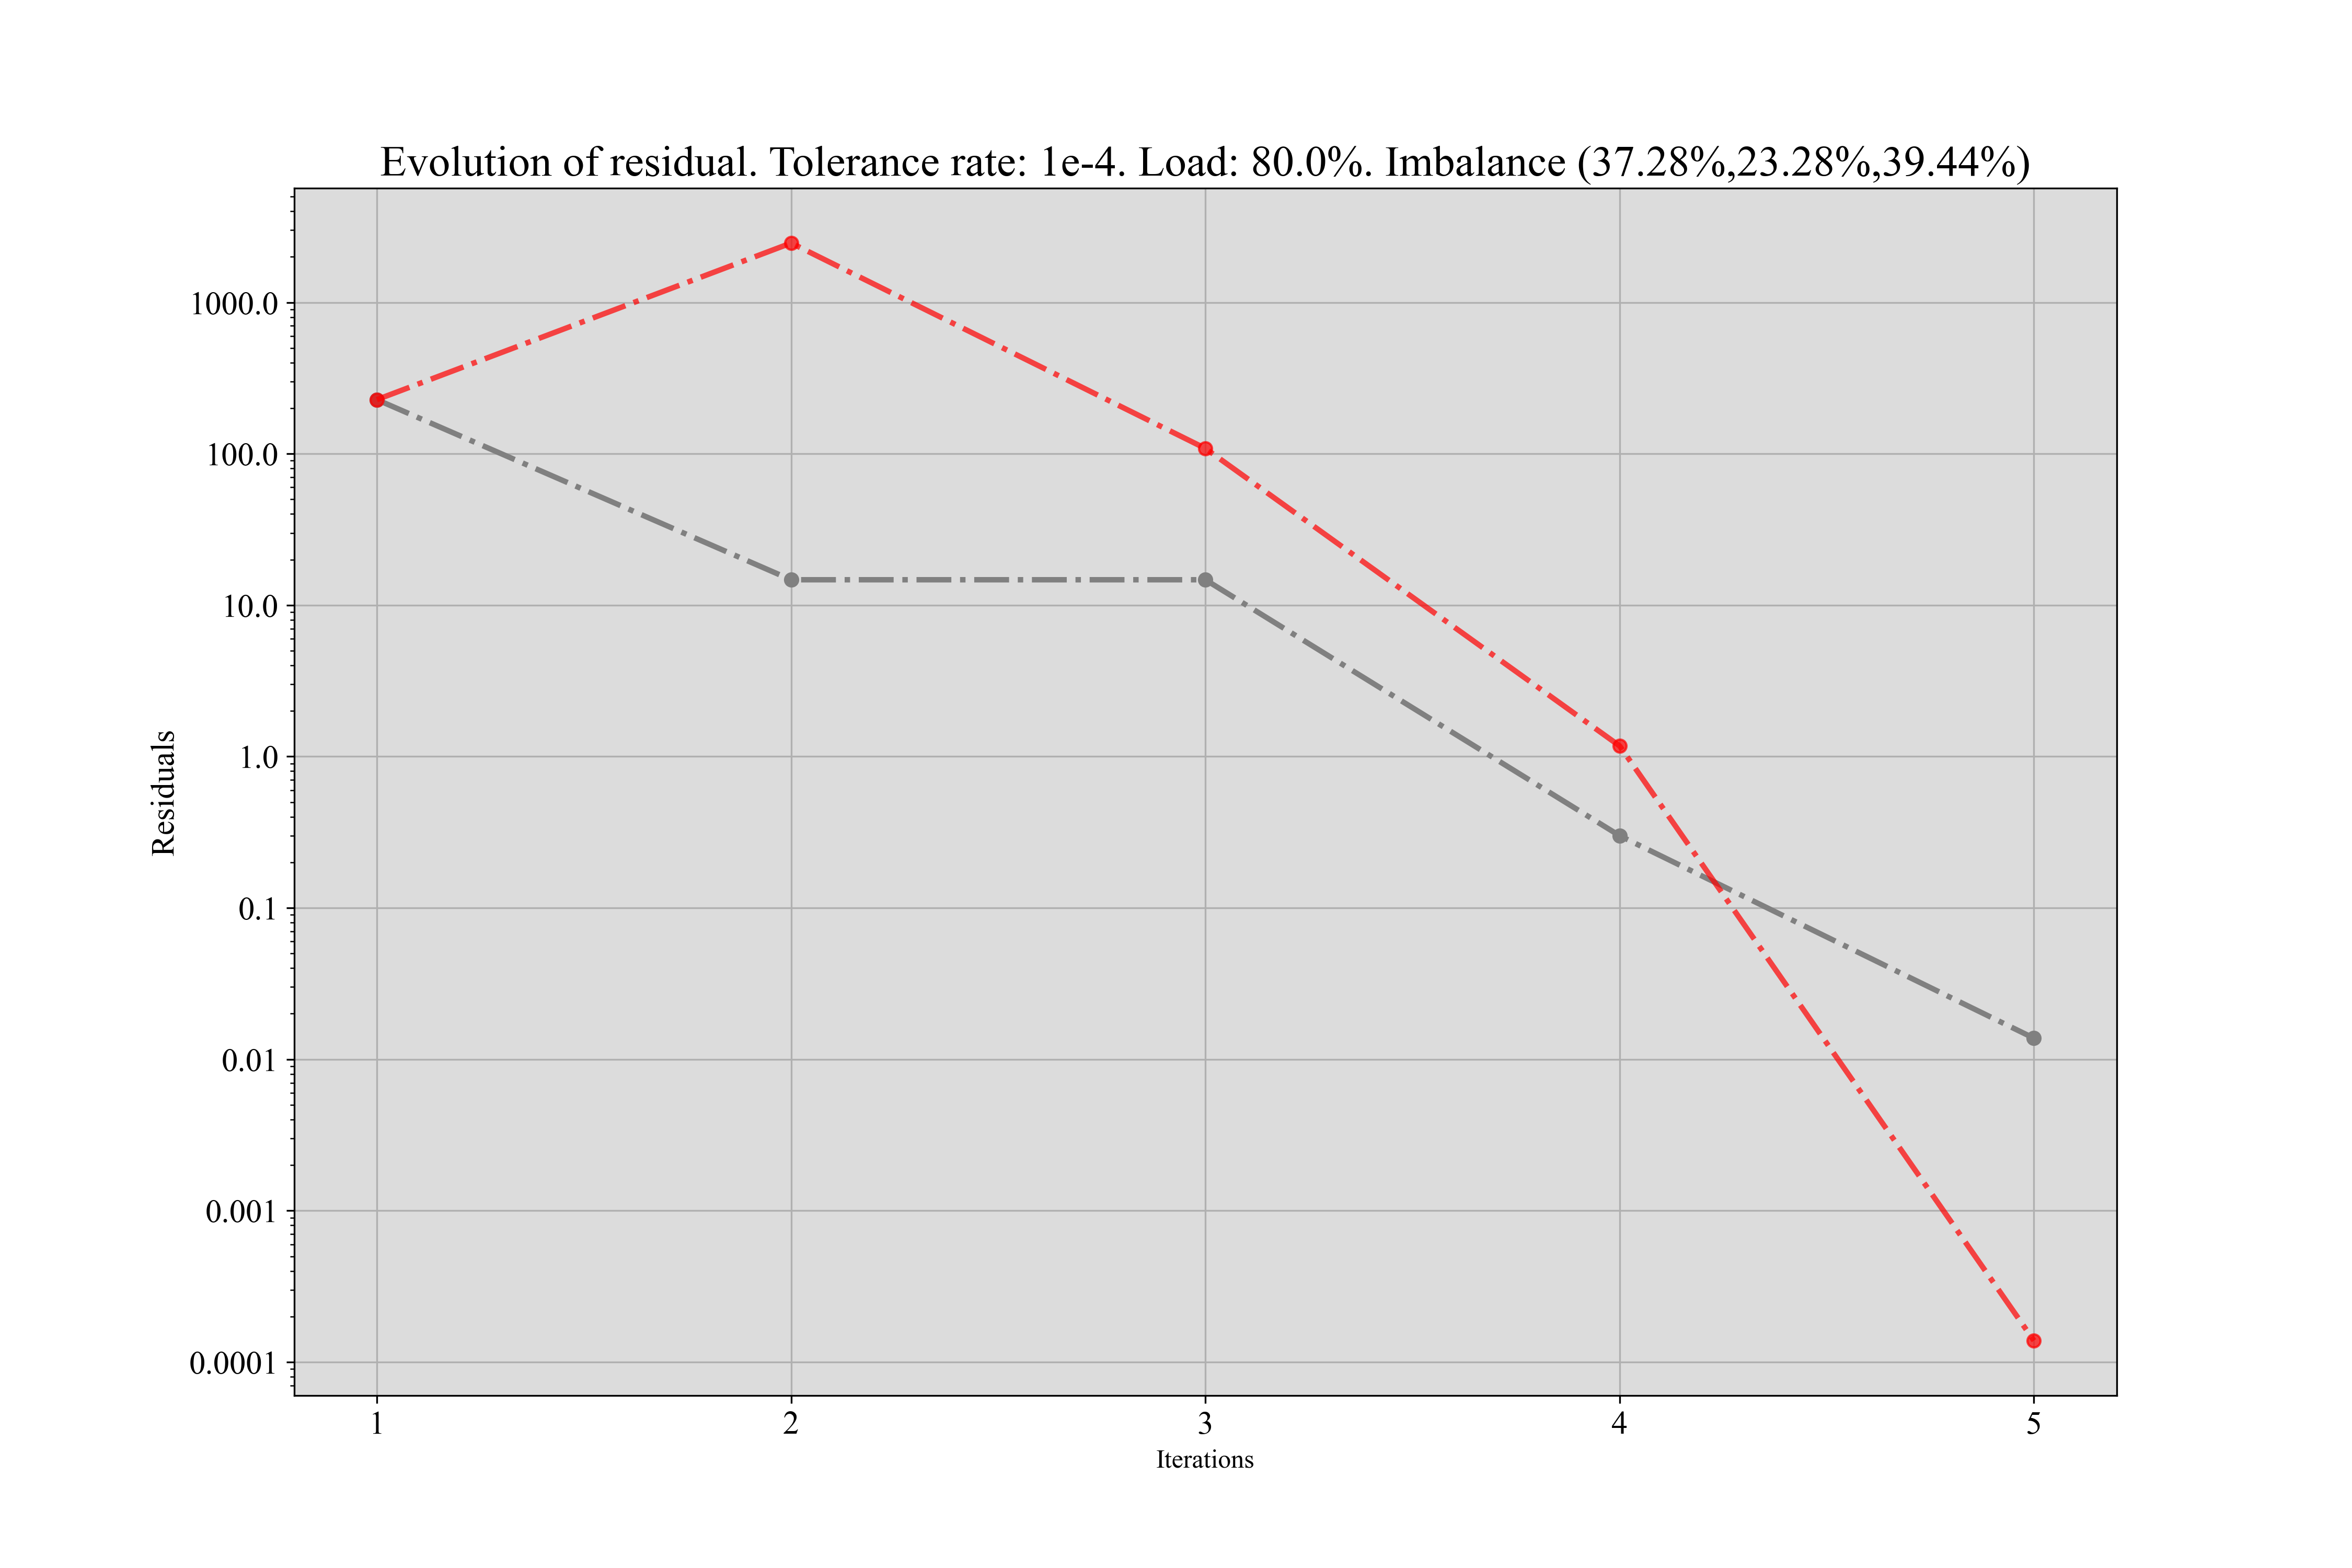 Evolution of residual. Tolerance rate: 1e-4. Load: 80.0%. Imbalance (37.28%,23.28%,39.44%)
1000.0
100.0
10.0
1.0
0.1
0.01
0.001
0.0001
Residuals
1 2 3 4 5
Iterations